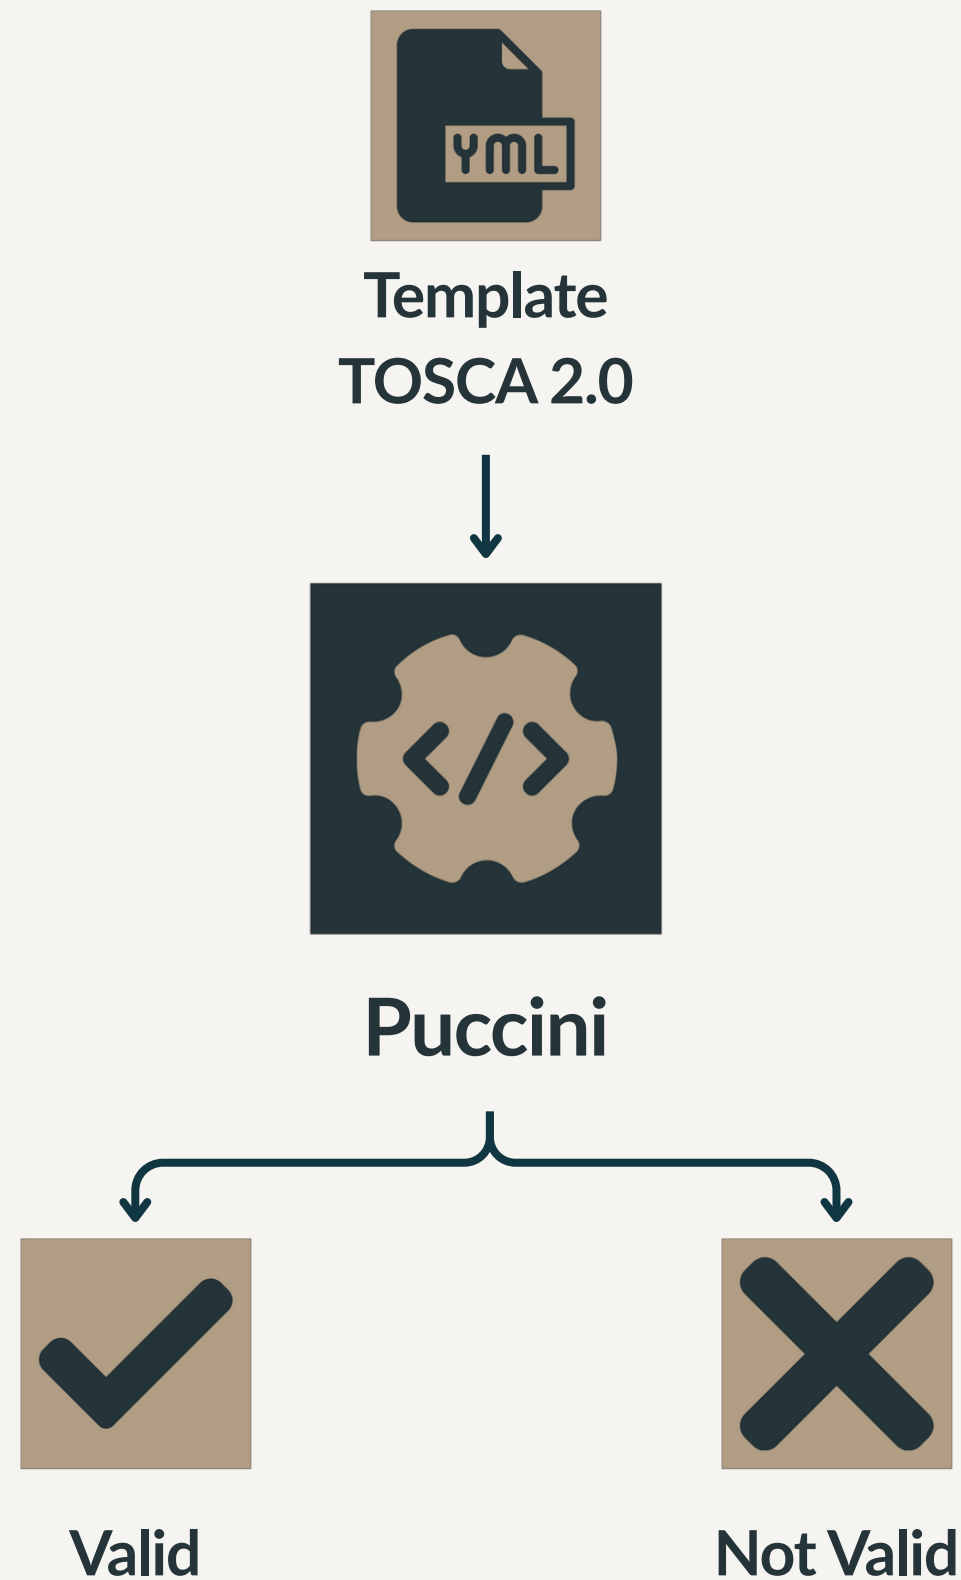 YML
Template
TOSCA 2.0
</>
Puccini
Valid
Not Valid